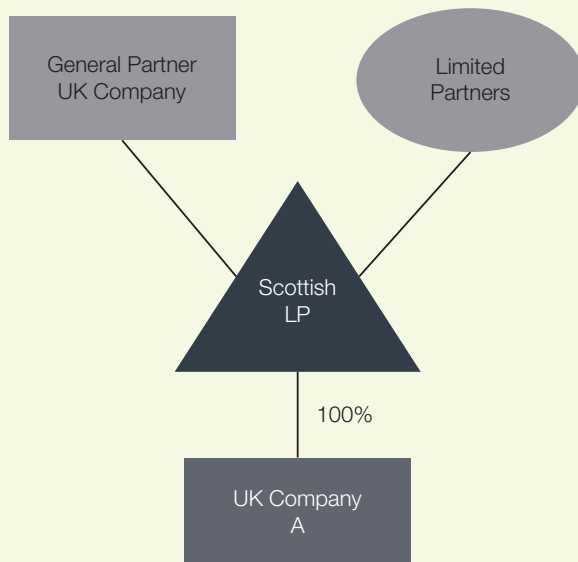 General Partner
UK Company
Limited
Partners
Scottish
LP
100%
UK Company
A